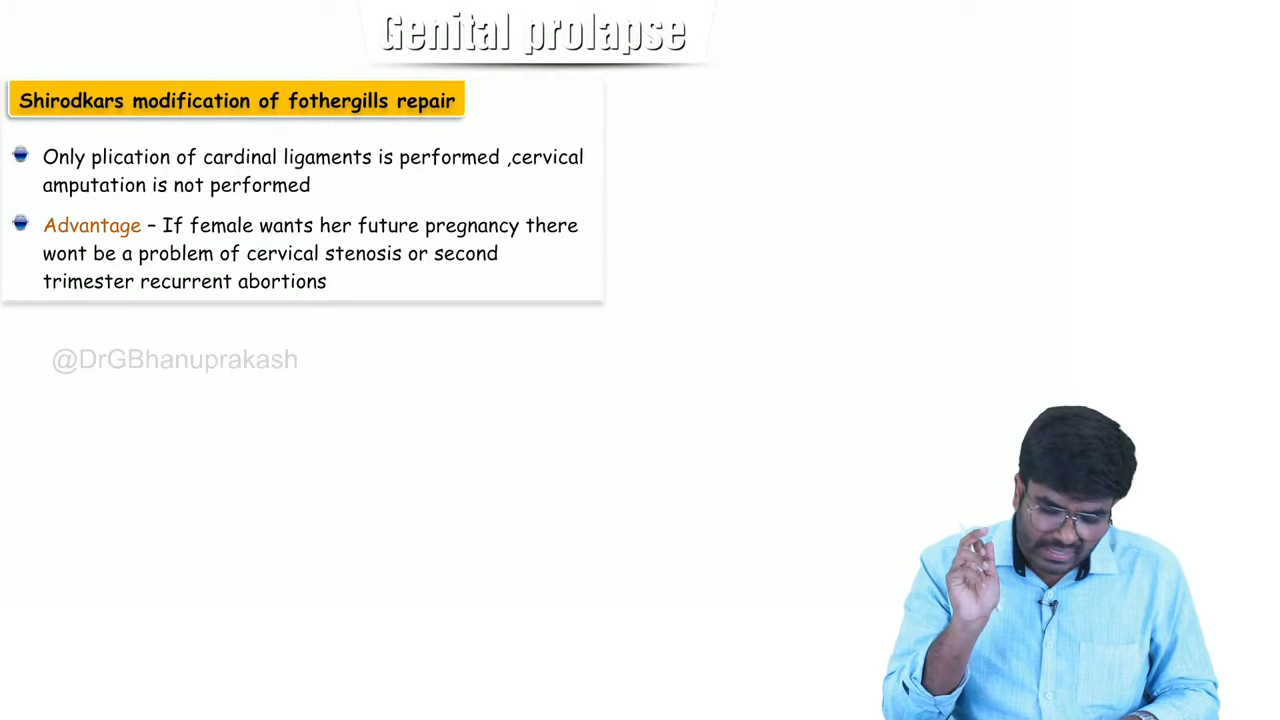 Genital prolapse
Shirodkars modification of fothergills repair
Only plication of cardinal ligaments is performed ,cervical
amputation is not performed
Advantage – If female wants her future pregnancy there
wont be a problem of cervical stenosis or second
trimester recurrent abortions
@DrGBhanuprakash